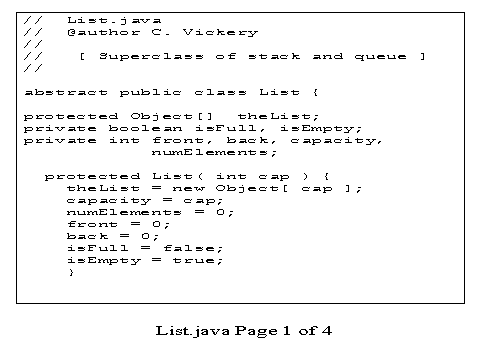 //   List.java
//   @author C. Vickery
//
//    [ Superclass of stack and queue ]
//
abstract public class List {
protected Object[]  theList;
private boolean isFull, isEmpty;
private int front, back, capacity,
            numElements;
  protected List( int cap ) {
    theList = new Object[ cap ];
    capacity = cap;
    numElements = 0;
    front = 0;
    back = 0;
    isFull = false;
    isEmpty = true;
    }
List.java Page 1 of 4